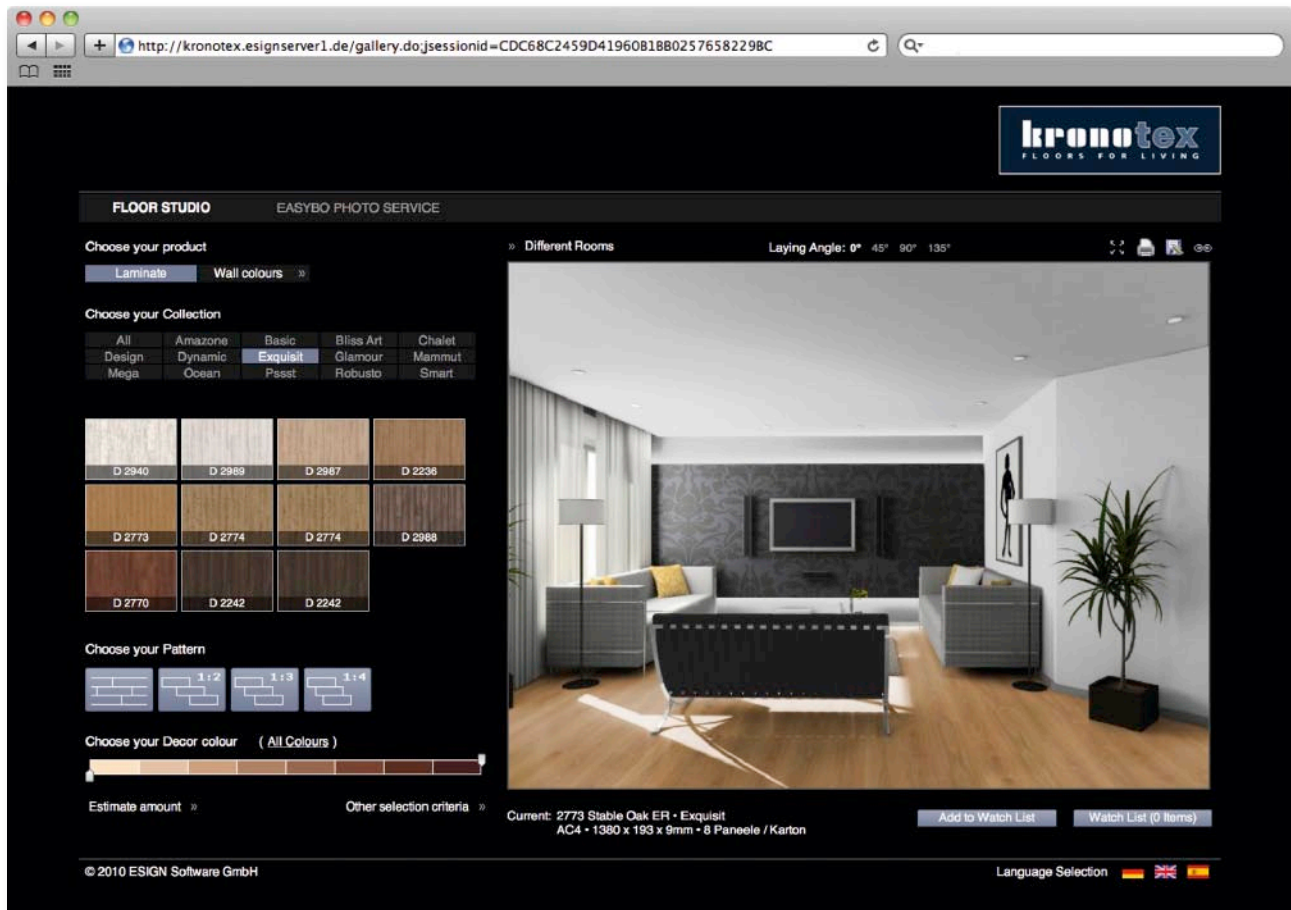 http://kronotex.esignserver1.de/gallery.do;jsessionid=CDC68C2459D41960B1BB0257658229BC
kronotex
FLOORS FOR LIVING
FLOOR STUDIO EASYBO PHOTO SERVICE
Choose your product
Laminate Wall colours »
Choose your Collection
All Amazone Basic Bliss Art Chalet
Design Dynamic Exquisit Glamour Mammut
Mega Ocean Pssst Robusto Smart
D 2940 D 2989 D 2987 D 2236
D 2773 D 2774 D 2774 D 2988
D 2770 D 2242 D 2242
Choose your Pattern
1:2 1:3 1:4
Choose your Decor colour ( All Colours )
Estimate amount » Other selection criteria »
» Different Rooms Laying Angle: 0° 45° 90° 135°
Current: 2773 Stable Oak ER • Exquisit
AC4 • 1380 x 193 x 9mm • 8 Paneele / Karton
Add to Watch List Watch List (0 Items)
© 2010 ESIGN Software GmbH Language Selection